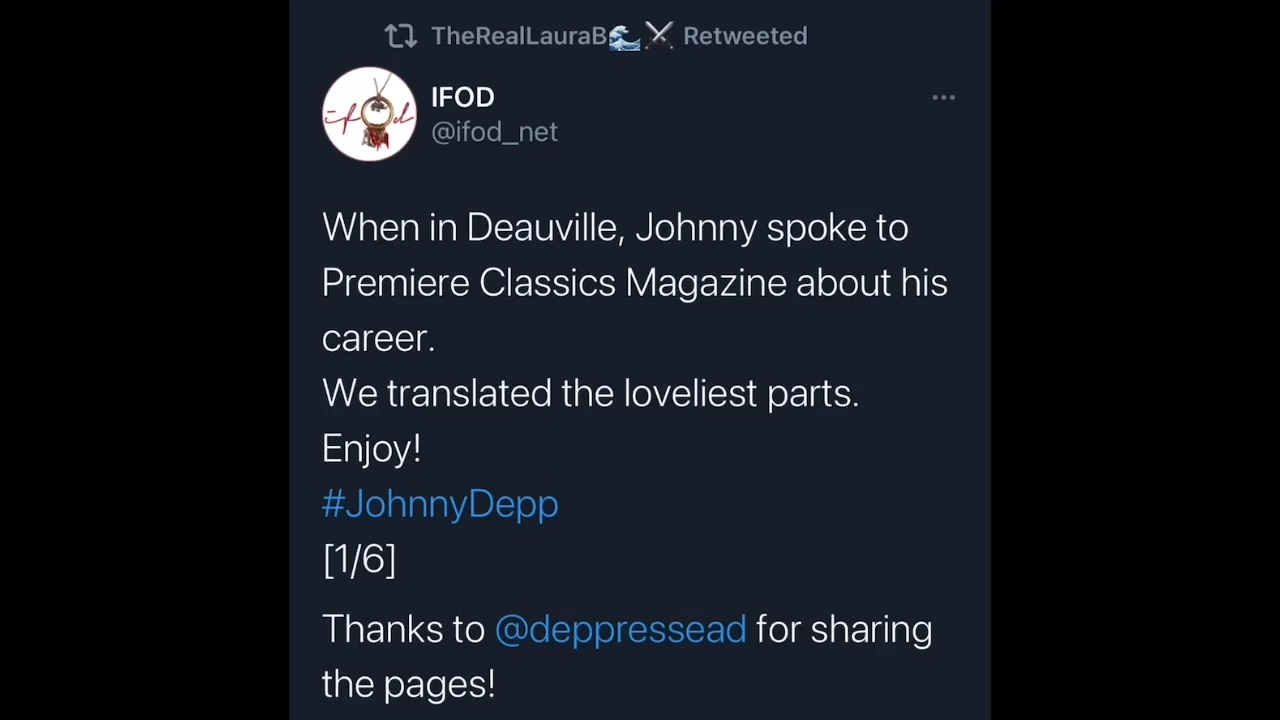 TheRealLauraB🌊⚔️ Retweeted
ifod
IFOD
@ifod_net
When in Deauville, Johnny spoke to
Premiere Classics Magazine about his
career.
We translated the loveliest parts.
Enjoy!
#JohnnyDepp
[1/6]
Thanks to @deppressead for sharing
the pages!